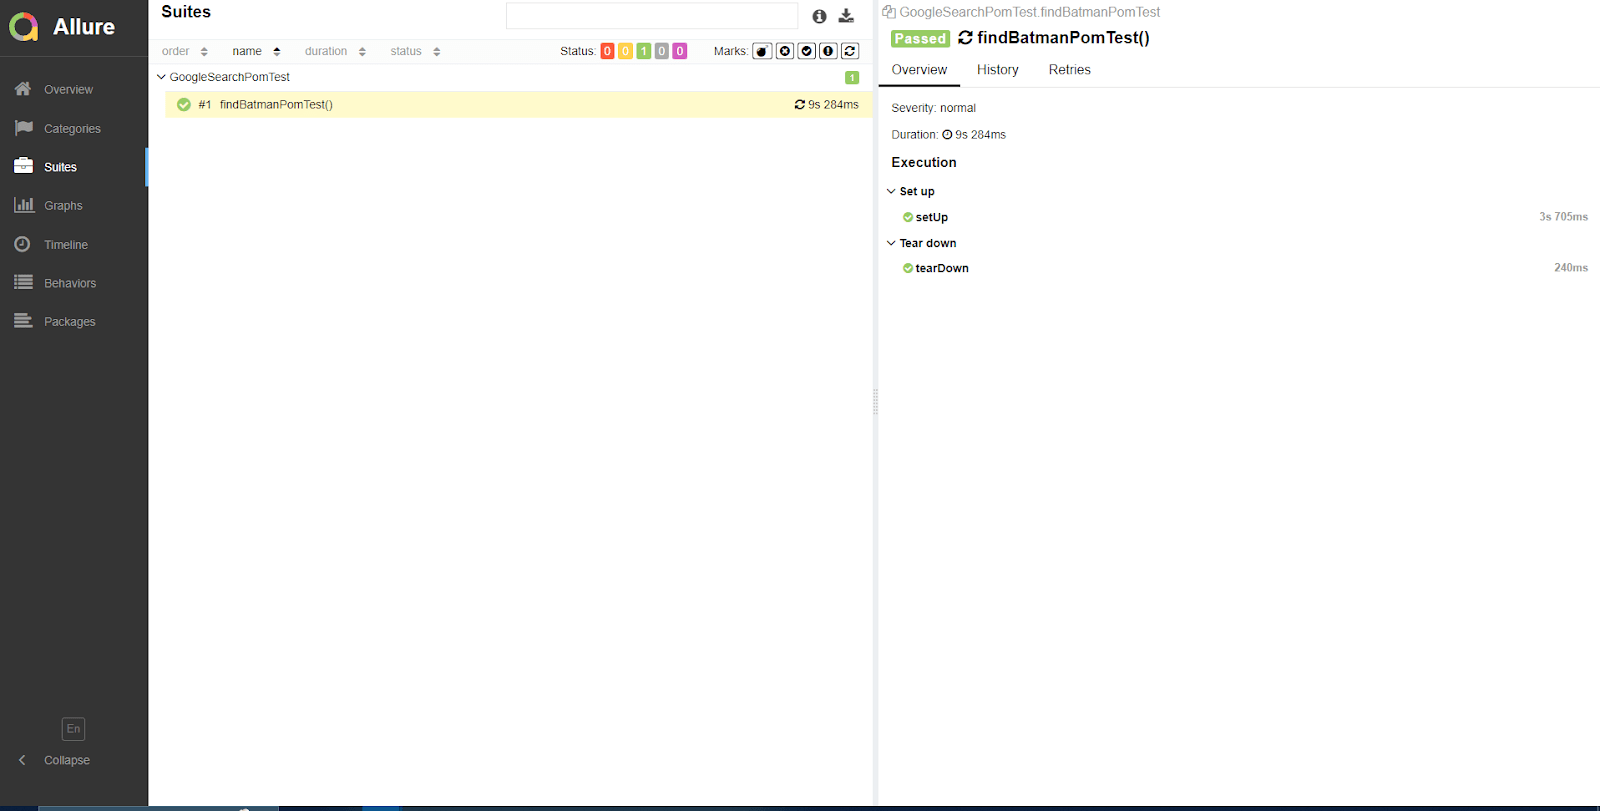 Allure
Overview
Categories
Suites
Graphs
Timeline
Behaviors
Packages
En
Collapse
Suites
order name duration status Status: 0 0 1 0 0 Marks:
GoogleSearchPomTest 1
#1 findBatmanPomTest() 9s 284ms
GoogleSearchPomTest.findBatmanPomTest
Passed findBatmanPomTest()
Overview History Retries
Severity: normal
Duration: 9s 284ms
Execution
Set up
setUp 3s 705ms
Tear down
tearDown 240ms